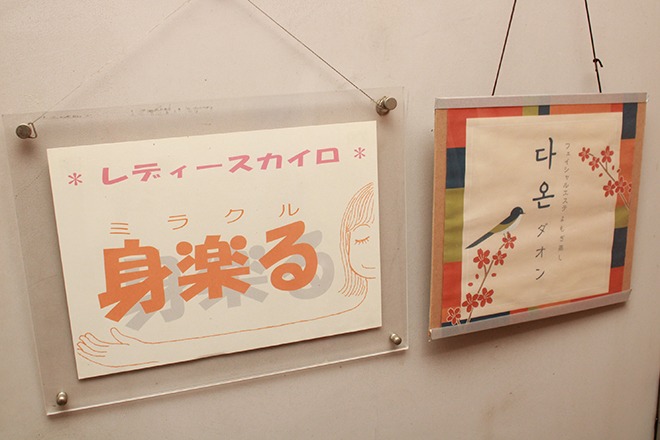 * レディースカイロ *
ミラクル
身楽る
다온
ダオン
フェイシャルエステ よもぎ蒸し